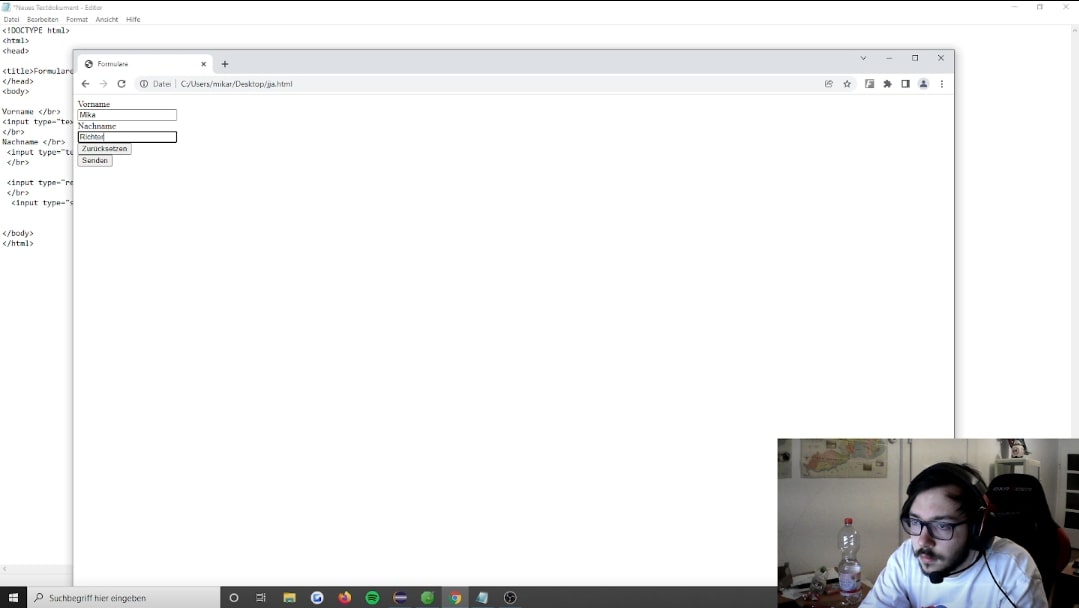 *Neues Textdokument - Editor
Datei Bearbeiten Format Ansicht Hilfe
<!DOCTYPE html>
<html>
<head>
<title>Formulare
</head>
<body>
Vorname </br>
<input type="te
</br>
Nachname </br>
<input type="te
</br>
<input type="re
</br>
<input type="s
</body>
</html>
Formulare
Datei C:/Users/mikar/Desktop/jja.html
Vorname
Mika
Nachname
Richter
Zurücksetzen
Senden
Suchbegriff hier eingeben